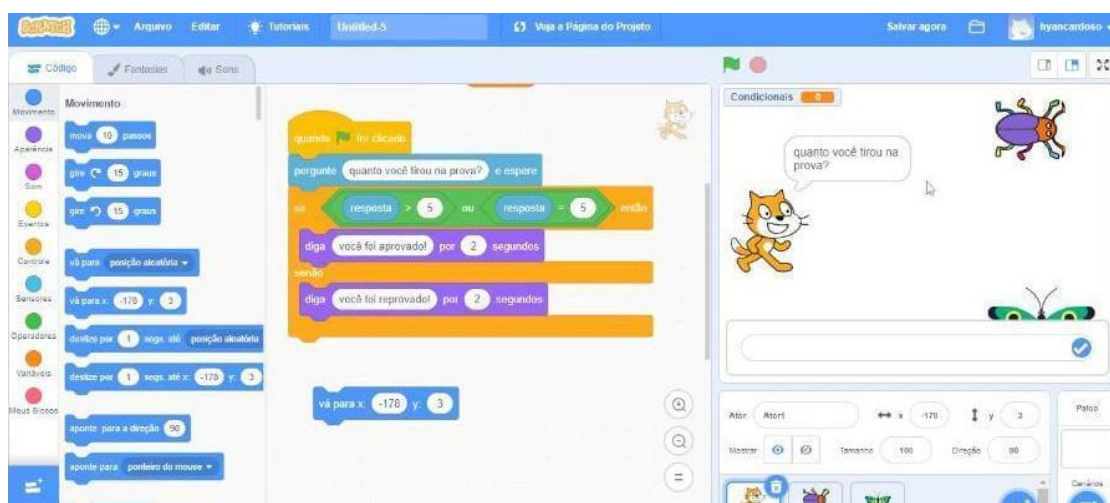 SCRATCH
Arquivo
Editar
Tutoriais
Untitled-5
Veja a Página do Projeto
Salvar agora
hyancardoso
Código
Fantasias
Sons
Movimento
Aparência
Som
Eventos
Controle
Sensores
Operadores
Variáveis
Meus Blocos
Movimento
mova 10 passos
gire 15 graus
gire 15 graus
vá para posição aleatória
vá para x: -178 y: 3
deslize por 1 segs. até posição aleatória
deslize por 1 segs. até x: -178 y: 3
aponte para a direção 90
aponte para ponteiro do mouse
quando for clicado
pergunte quanto você tirou na prova? e espere
se resposta > 5 ou resposta = 5 então
diga você foi aprovado! por 2 segundos
senão
diga você foi reprovado! por 2 segundos
vá para x: -178 y: 3
Condicionais 0
quanto você tirou na
prova?
Ator Ator1 x -178 y 3
Mostrar Tamanho 100 Direção 90
Palco
Cenários